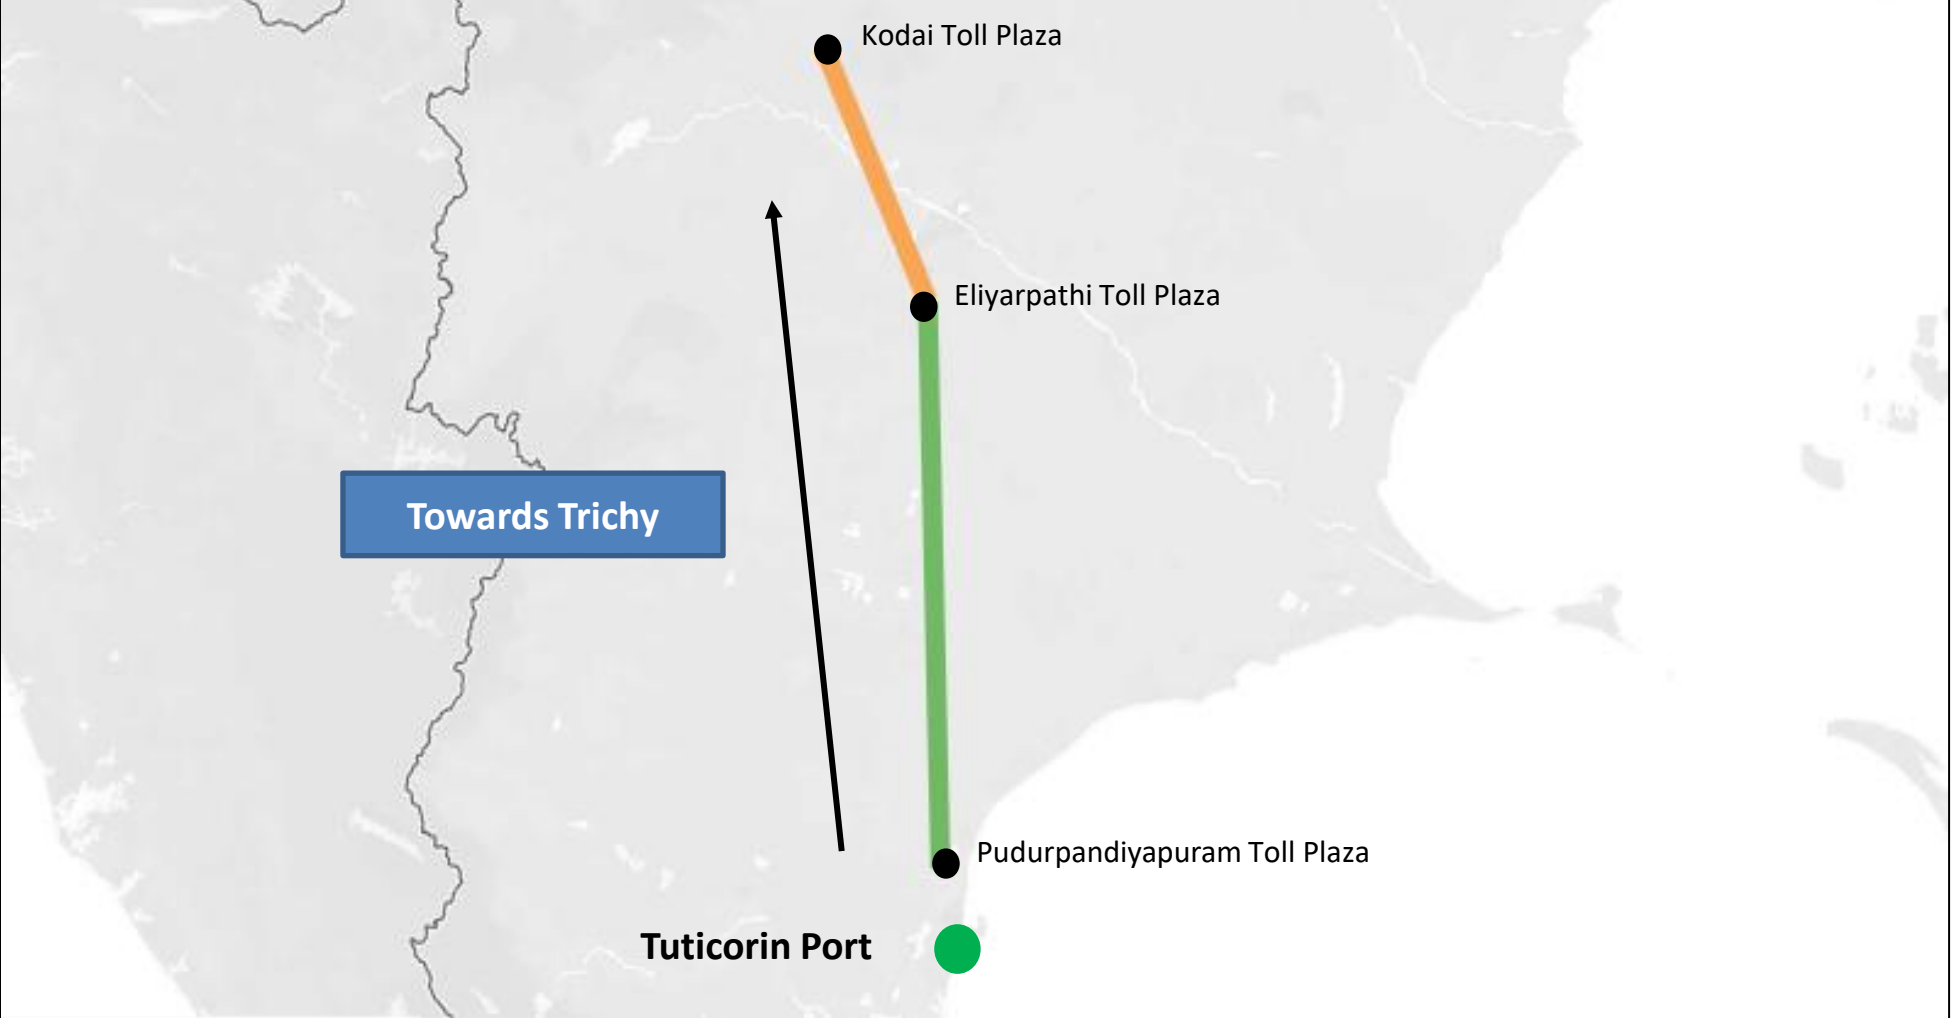 Kodai Toll Plaza
Eliyarpathi Toll Plaza
Towards Trichy
Pudurpandiyapuram Toll Plaza
Tuticorin Port